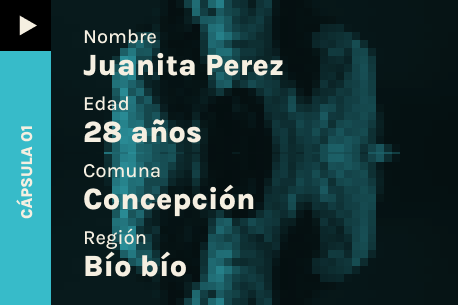 Nombre
Juanita Perez
Edad
28 años
Comuna
Concepción
Región
Bío bío
CÁPSULA 01